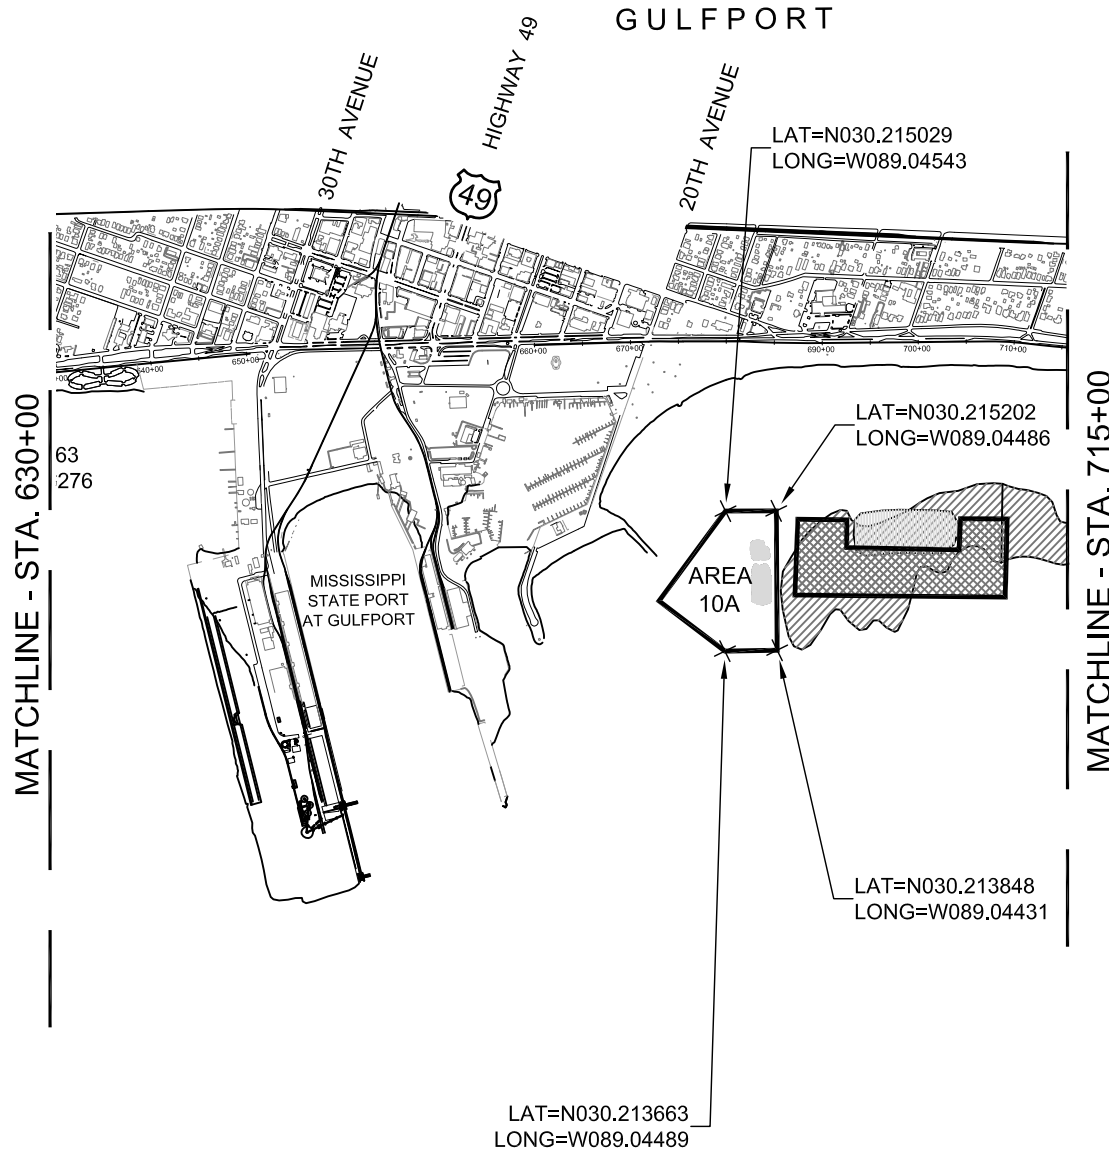 GULFPORT
30TH AVENUE
HIGHWAY 49
49
20TH AVENUE
LAT=N030.215029
LONG=W089.04543
640+00
650+00
660+00
670+00
690+00
700+00
710+00
LAT=N030.215202
LONG=W089.04486
63
276
MATCHLINE - STA. 630+00
MATCHLINE - STA. 715+00
MISSISSIPPI
STATE PORT
AT GULFPORT
AREA
10A
LAT=N030.213848
LONG=W089.04431
LAT=N030.213663
LONG=W089.04489